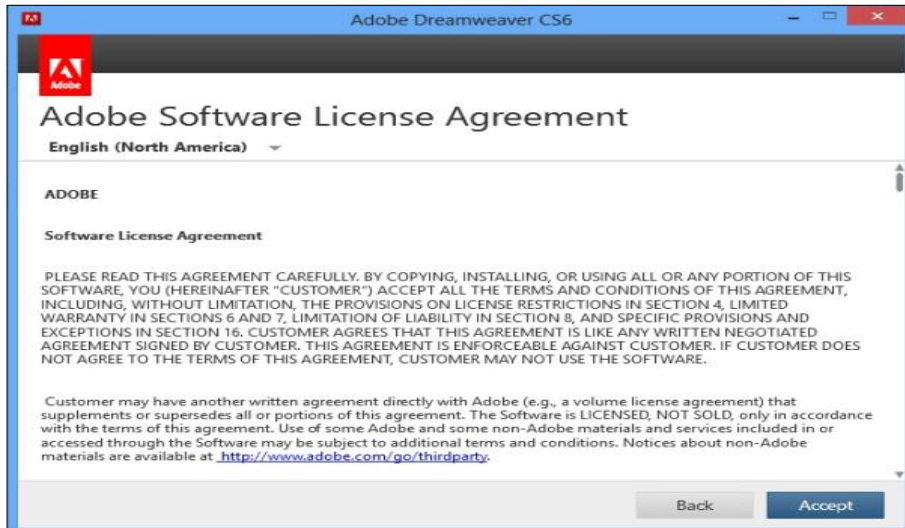 Adobe Dreamweaver CS6
Adobe
Adobe Software License Agreement
English (North America)
ADOBE
Software License Agreement
PLEASE READ THIS AGREEMENT CAREFULLY. BY COPYING, INSTALLING, OR USING ALL OR ANY PORTION OF THIS
SOFTWARE, YOU (HEREINAFTER “CUSTOMER”) ACCEPT ALL THE TERMS AND CONDITIONS OF THIS AGREEMENT,
INCLUDING, WITHOUT LIMITATION, THE PROVISIONS ON LICENSE RESTRICTIONS IN SECTION 4, LIMITED
WARRANTY IN SECTIONS 6 AND 7, LIMITATION OF LIABILITY IN SECTION 8, AND SPECIFIC PROVISIONS AND
EXCEPTIONS IN SECTION 16. CUSTOMER AGREES THAT THIS AGREEMENT IS LIKE ANY WRITTEN NEGOTIATED
AGREEMENT SIGNED BY CUSTOMER. THIS AGREEMENT IS ENFORCEABLE AGAINST CUSTOMER. IF CUSTOMER DOES
NOT AGREE TO THE TERMS OF THIS AGREEMENT, CUSTOMER MAY NOT USE THE SOFTWARE.
Customer may have another written agreement directly with Adobe (e.g., a volume license agreement) that
supplements or supersedes all or portions of this agreement. The Software is LICENSED, NOT SOLD, only in accordance
with the terms of this agreement. Use of some Adobe and some non-Adobe materials and services included in or
accessed through the Software may be subject to additional terms and conditions. Notices about non-Adobe
materials are available at http://www.adobe.com/go/thirdparty.
Back
Accept